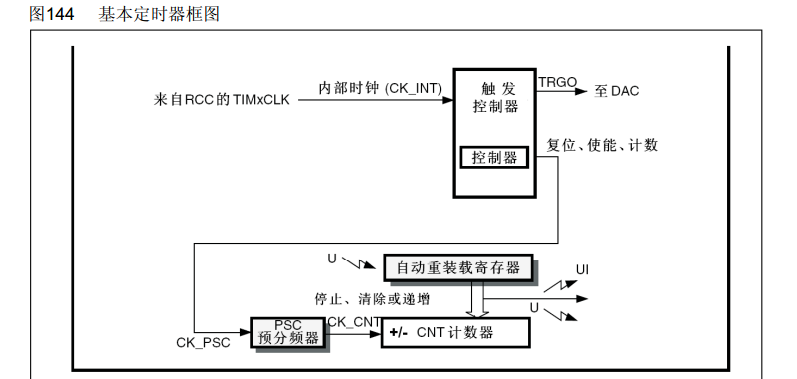 图144 基本定时器框图
来自RCC的TIMxCLK
内部时钟 (CK_INT)
触 发
控制器
TRGO
至 DAC
控制器
复位、使能、计数
U
自动重装载寄存器
UI
停止、清除或递增
U
CK_PSC
PSC
预分频器
CK_CNT
+/- CNT 计数器